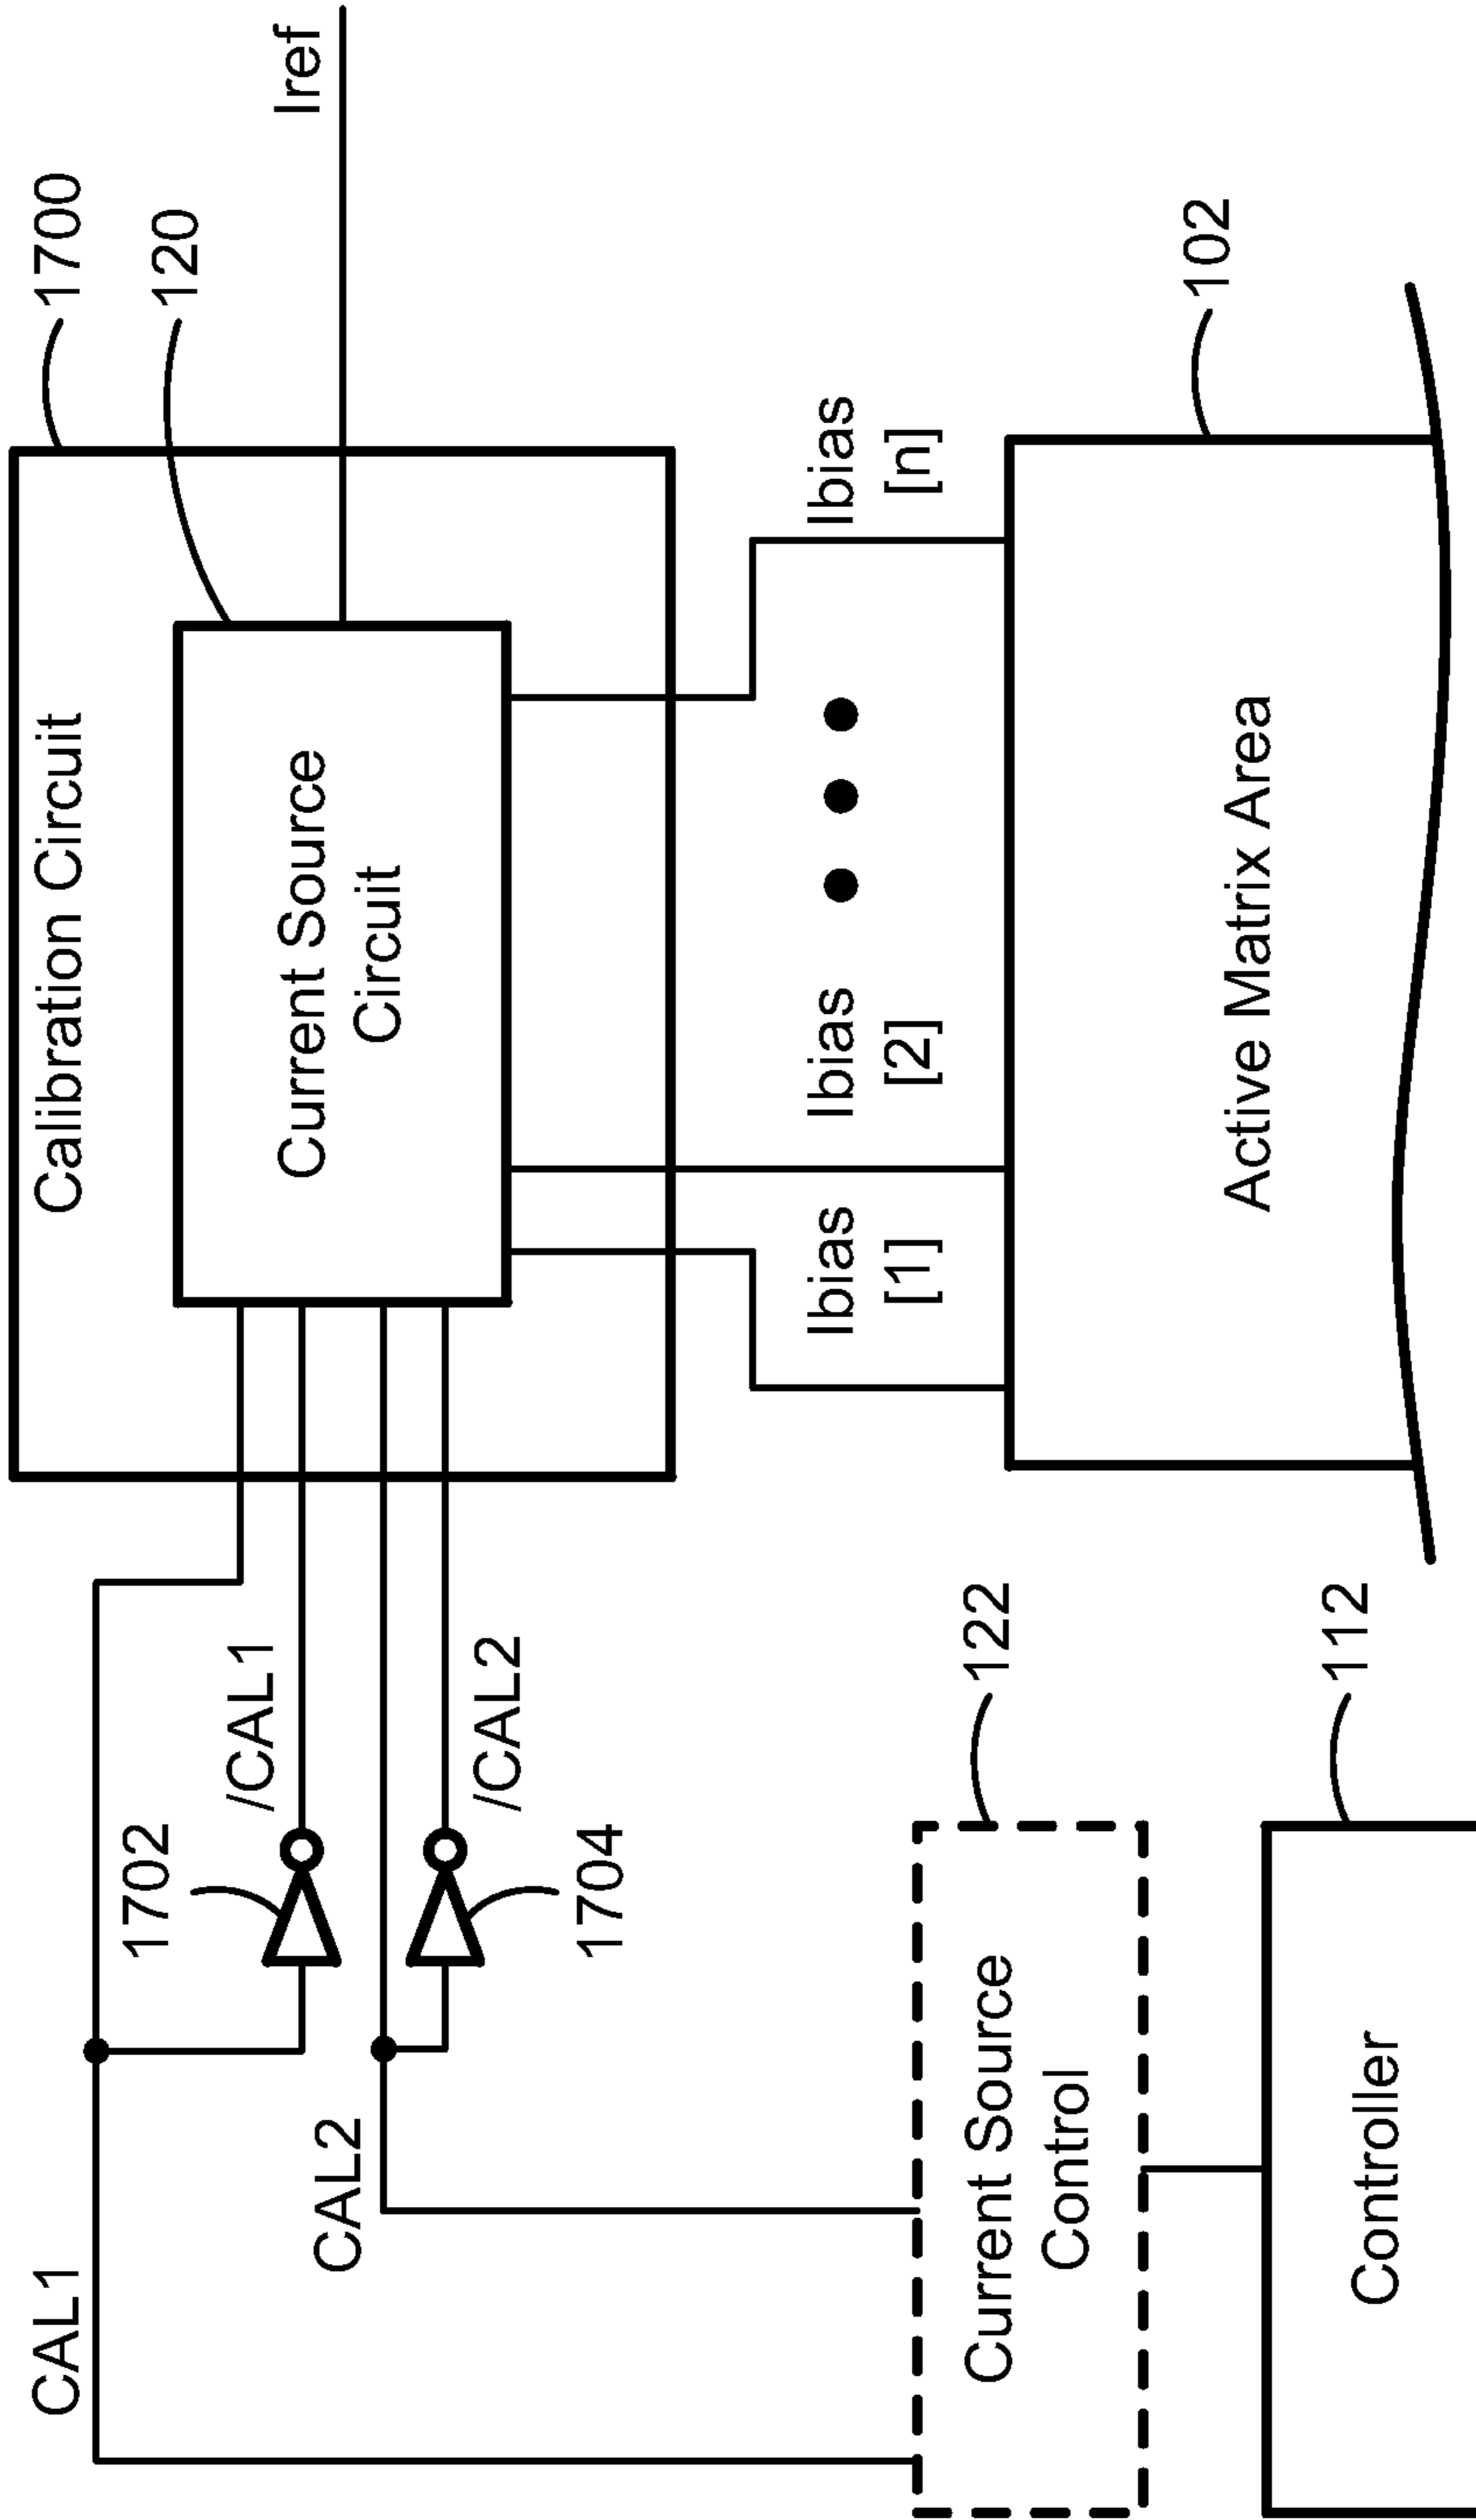 CAL1
Calibration Circuit
1700
1702
120
/CAL1
Current Source
Circuit
Iref
CAL2
/CAL2
1704
Ibias
[1]
Ibias
[2]
Ibias
[n]
Current Source
Control
122
Active Matrix Area
102
Controller
112